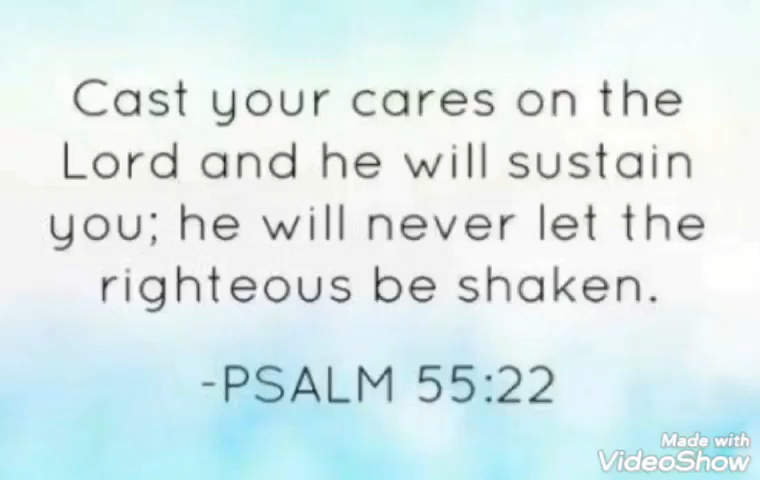 Cast your cares on the
Lord and he will sustain
you; he will never let the
righteous be shaken.
-PSALM 55:22
Made with
VideoShow